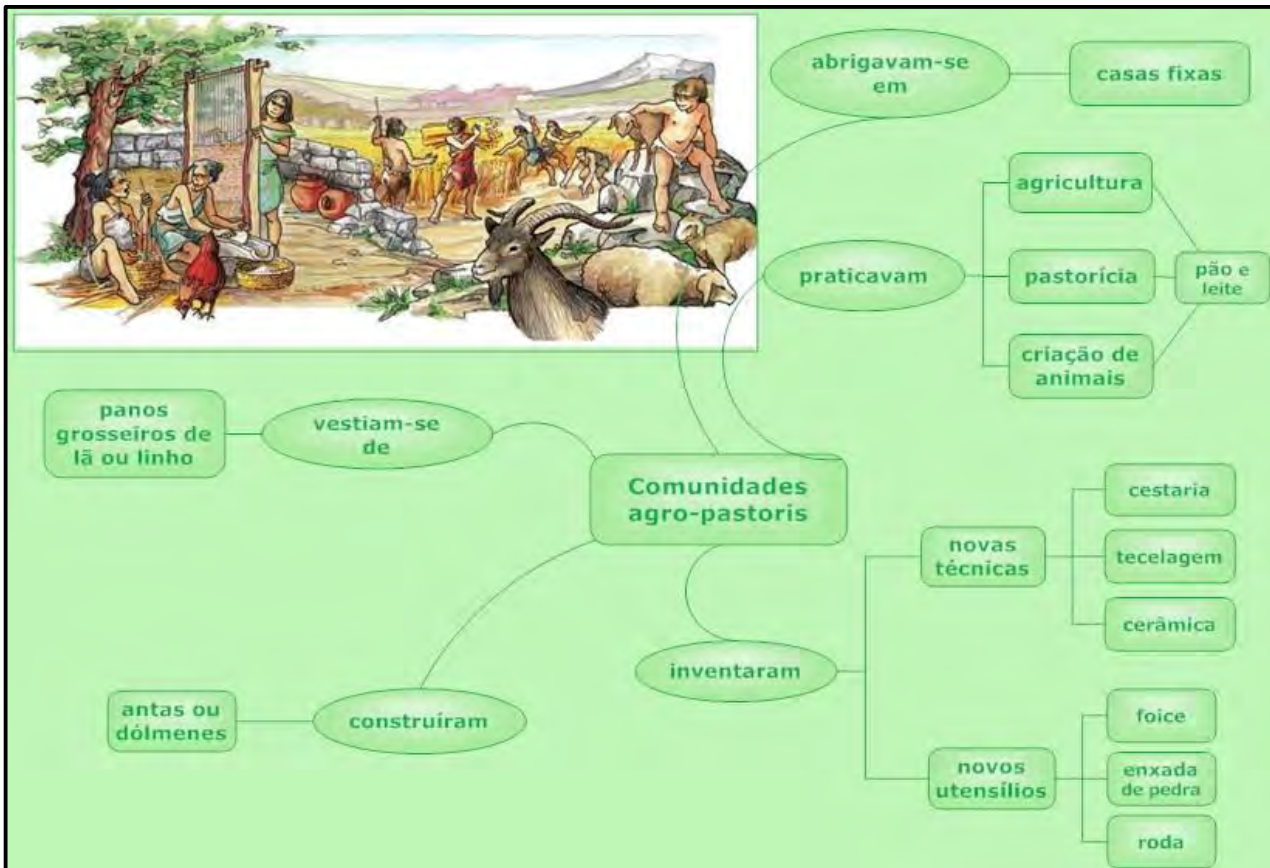 abrigavam-se
em
casas fixas
praticavam
agricultura
pastorícia
criação de
animais
pão e
leite
panos
grosseiros de
lã ou linho
vestiam-se
de
Comunidades
agro-pastoris
inventaram
novas
técnicas
cestaria
tecelagem
cerâmica
novos
utensílios
foice
enxada
de pedra
roda
antas ou
dólmenes
construíram